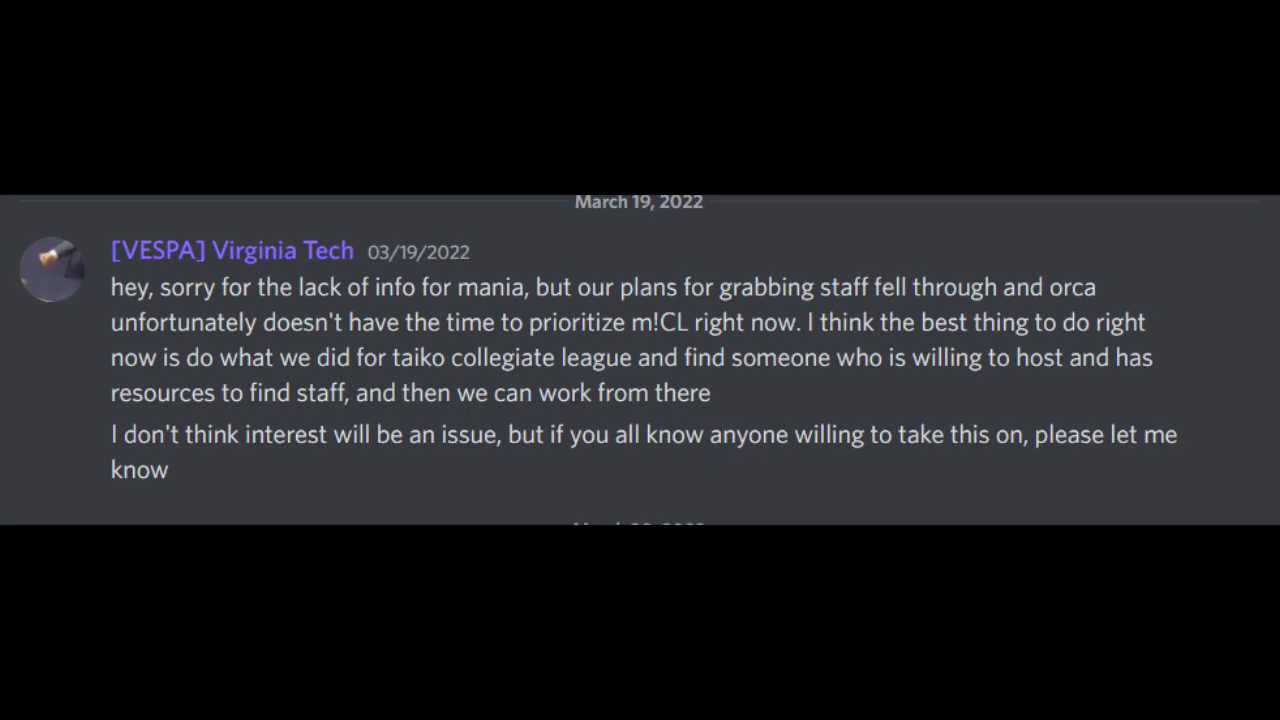 March 19, 2022
[VESPA] Virginia Tech 03/19/2022
hey, sorry for the lack of info for mania, but our plans for grabbing staff fell through and orca
unfortunately doesn't have the time to prioritize m!CL right now. I think the best thing to do right
now is do what we did for taiko collegiate league and find someone who is willing to host and has
resources to find staff, and then we can work from there
I don't think interest will be an issue, but if you all know anyone willing to take this on, please let me
know